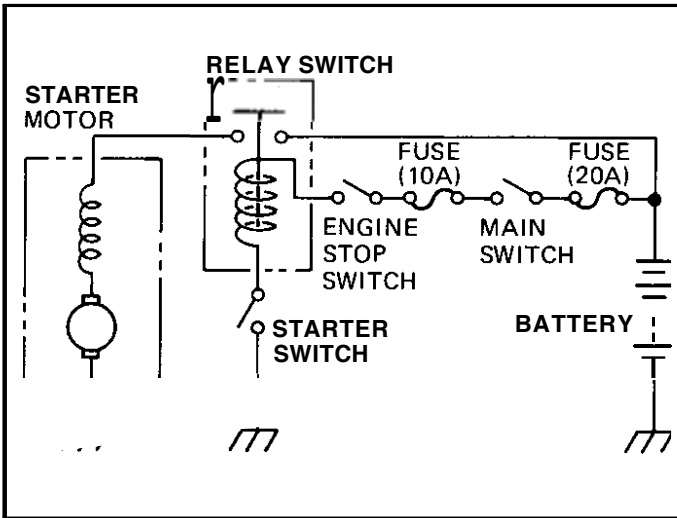 RELAY SWITCH
STARTER
MOTOR
FUSE
(10A)
FUSE
(20A)
ENGINE
STOP
SWITCH
MAIN
SWITCH
BATTERY
STARTER
SWITCH